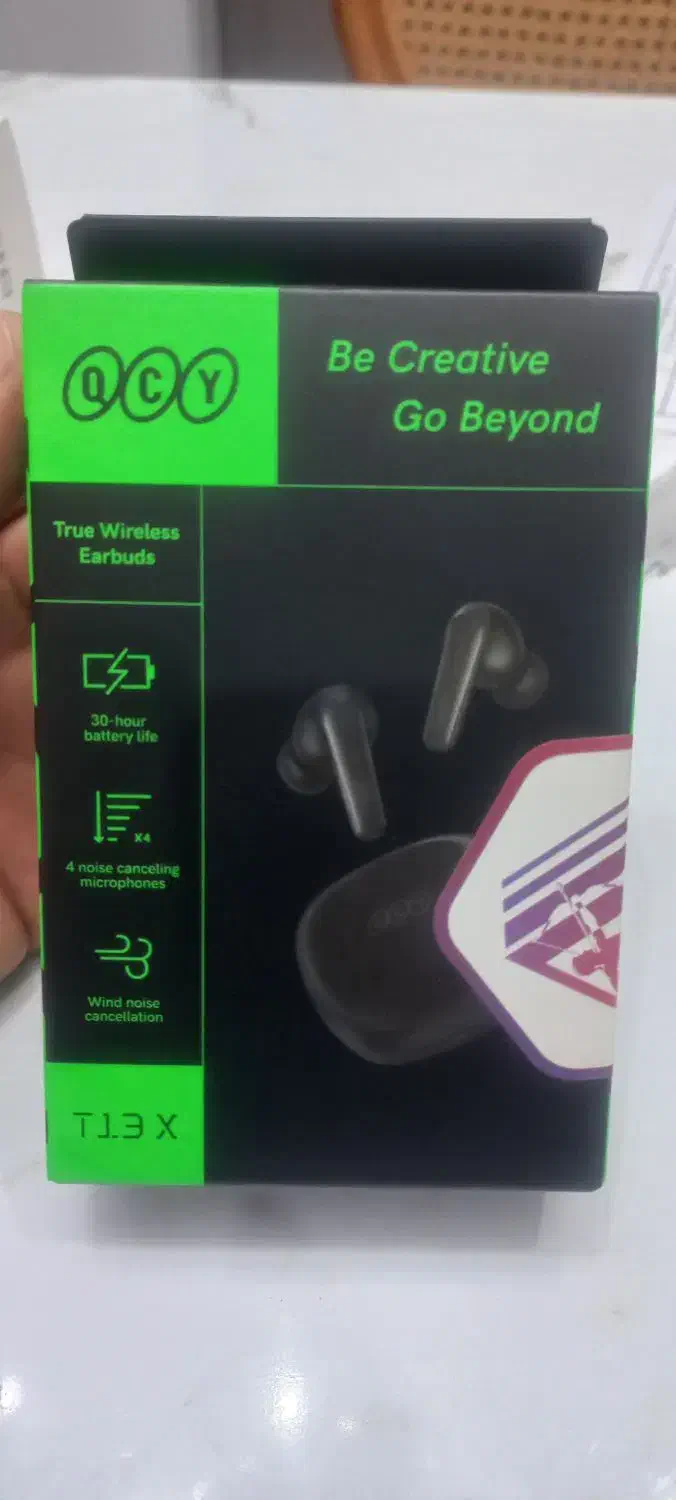 QCY
Be Creative
Go Beyond
True Wireless
Earbuds
30-hour
battery life
x4
4 noise canceling
microphones
Wind noise
cancellation
QCY
T13 X